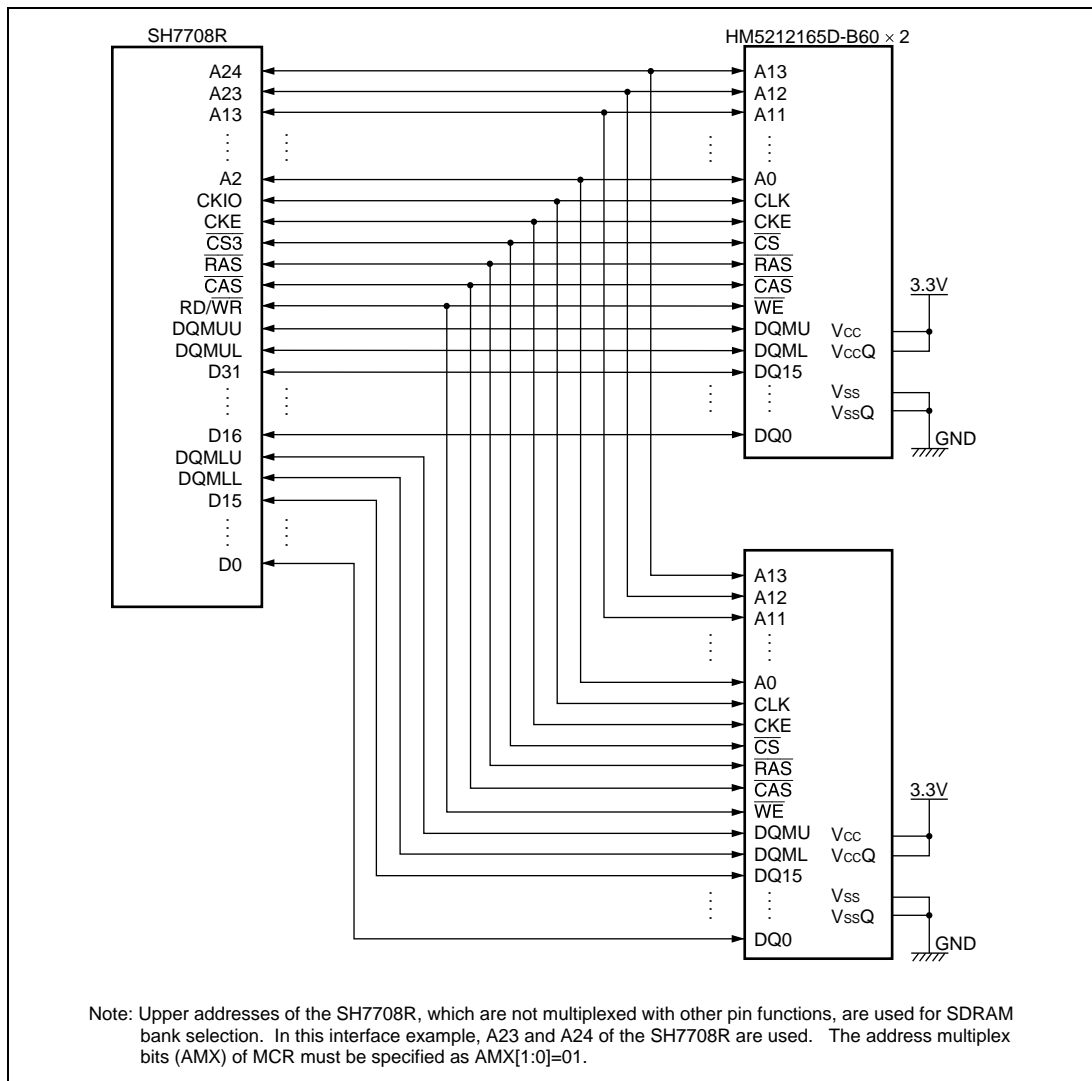 SH7708R
HM5212165D-B60 × 2
A24
A23
A13
A2
CKIO
CKE
CS3
RAS
CAS
RD/WR
DQMUU
DQMUL
D31
D16
DQMLU
DQMLL
D15
D0
A13
A12
A11
A0
CLK
CKE
CS
RAS
CAS
WE
DQMU
DQML
DQ15
DQ0
3.3V
Vcc
VccQ
Vss
VssQ
GND
A13
A12
A11
A0
CLK
CKE
CS
RAS
CAS
WE
DQMU
DQML
DQ15
DQ0
3.3V
Vcc
VccQ
Vss
VssQ
GND
Note: Upper addresses of the SH7708R, which are not multiplexed with other pin functions, are used for SDRAM
bank selection. In this interface example, A23 and A24 of the SH7708R are used. The address multiplex
bits (AMX) of MCR must be specified as AMX[1:0]=01.